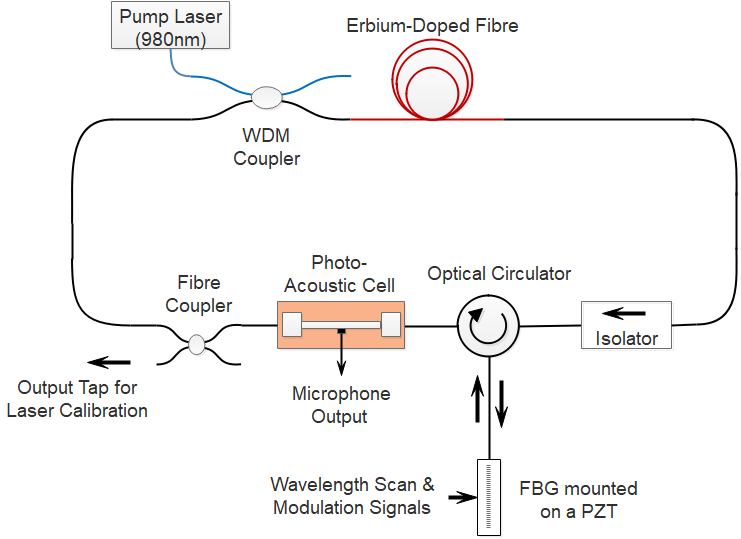 Pump Laser
(980nm)
Erbium-Doped Fibre
WDM
Coupler
Photo-
Acoustic Cell
Optical Circulator
Fibre
Coupler
Isolator
Output Tap for
Laser Calibration
Microphone
Output
Wavelength Scan &
Modulation Signals
FBG mounted
on a PZT